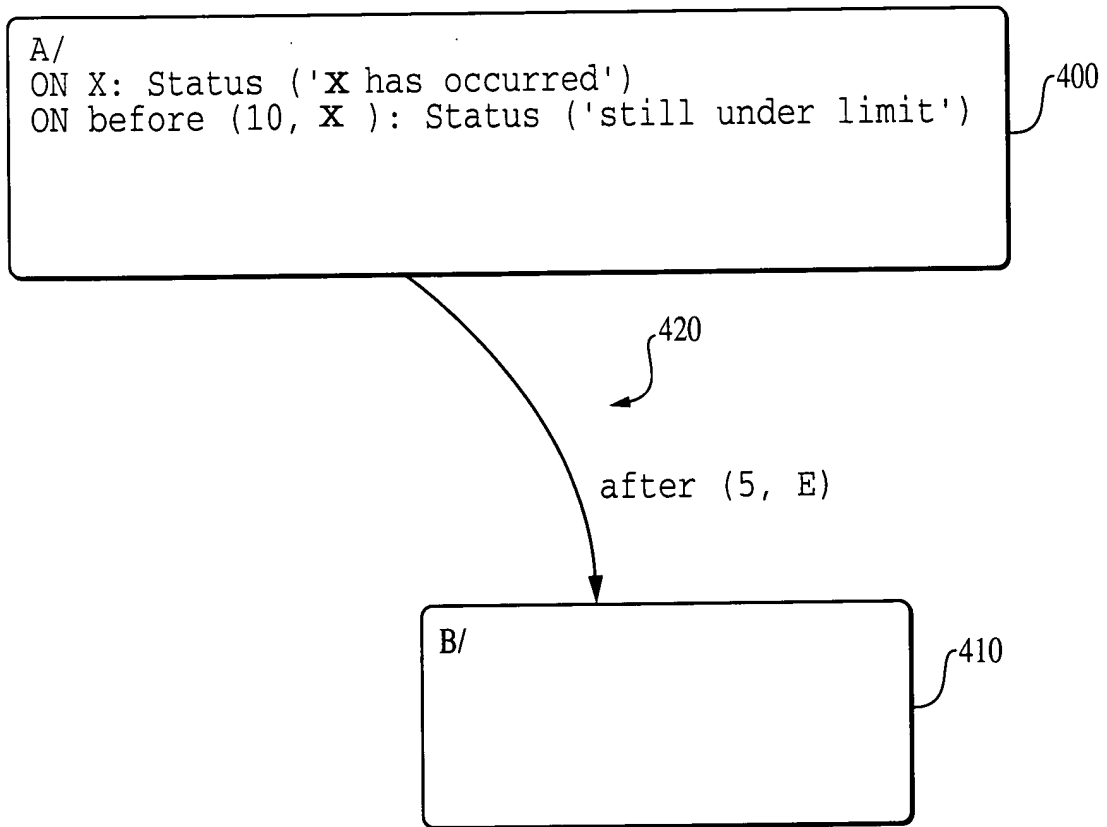 A/
ON X: Status ('X has occurred')
ON before (10, X ): Status ('still under limit')
400
420
after (5, E)
B/
410